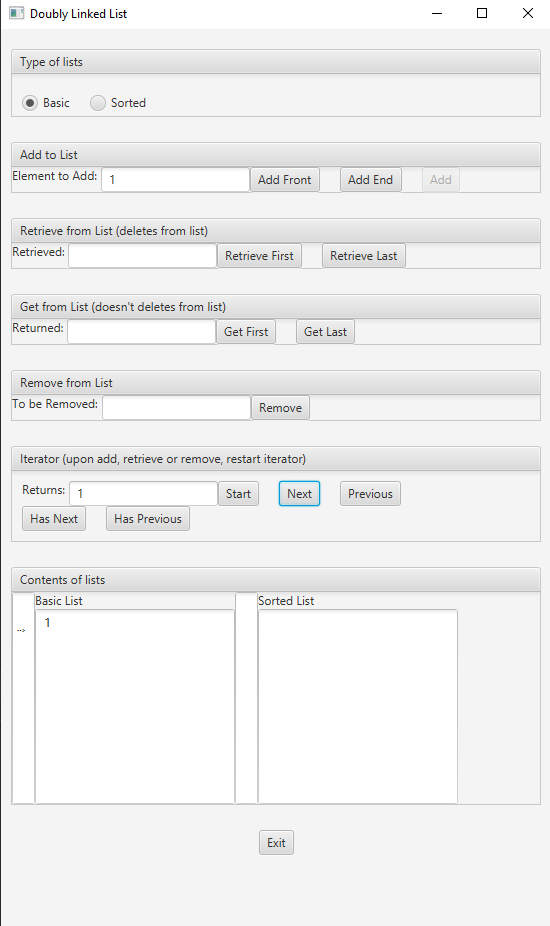 Doubly Linked List
Type of lists
Basic Sorted
Add to List
Element to Add: 1 Add Front Add End Add
Retrieve from List (deletes from list)
Retrieved: Retrieve First Retrieve Last
Get from List (doesn't deletes from list)
Returned: Get First Get Last
Remove from List
To be Removed: Remove
Iterator (upon add, retrieve or remove, restart iterator)
Returns: 1 Start Next Previous
Has Next Has Previous
Contents of lists
Basic List Sorted List
1
Exit